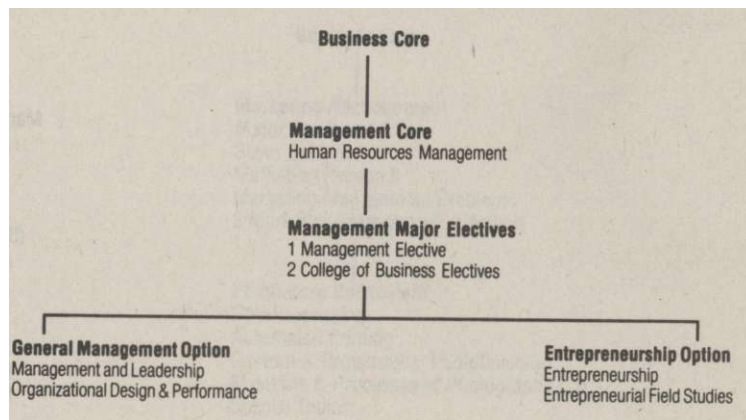 Business Core
Management Core
Human Resources Management
Management Major Electives
1 Management Elective
2 College of Business Electives
General Management Option
Management and Leadership
Organizational Design & Performance
Entrepreneurship Option
Entrepreneurship
Entrepreneurial Field Studies